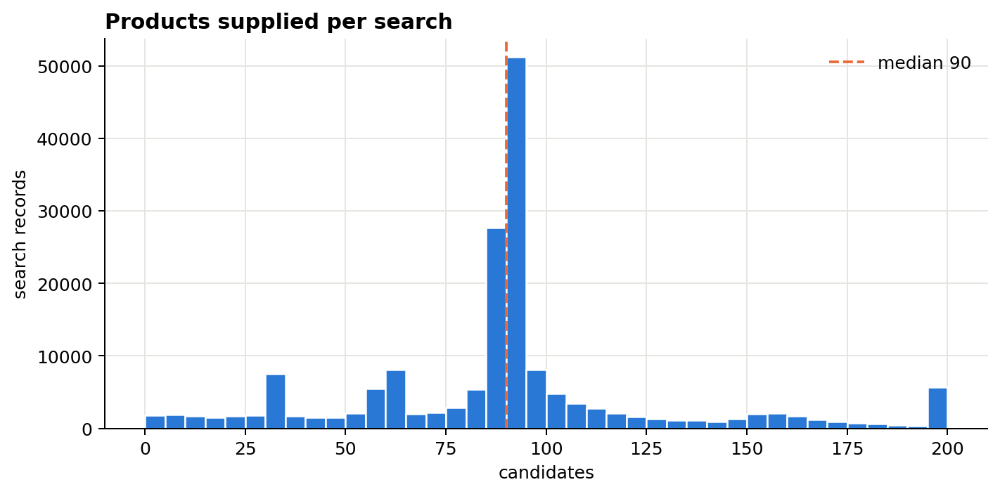 Products supplied per search
median 90
search records
50000
40000
30000
20000
10000
0
0 25 50 75 100 125 150 175 200
candidates